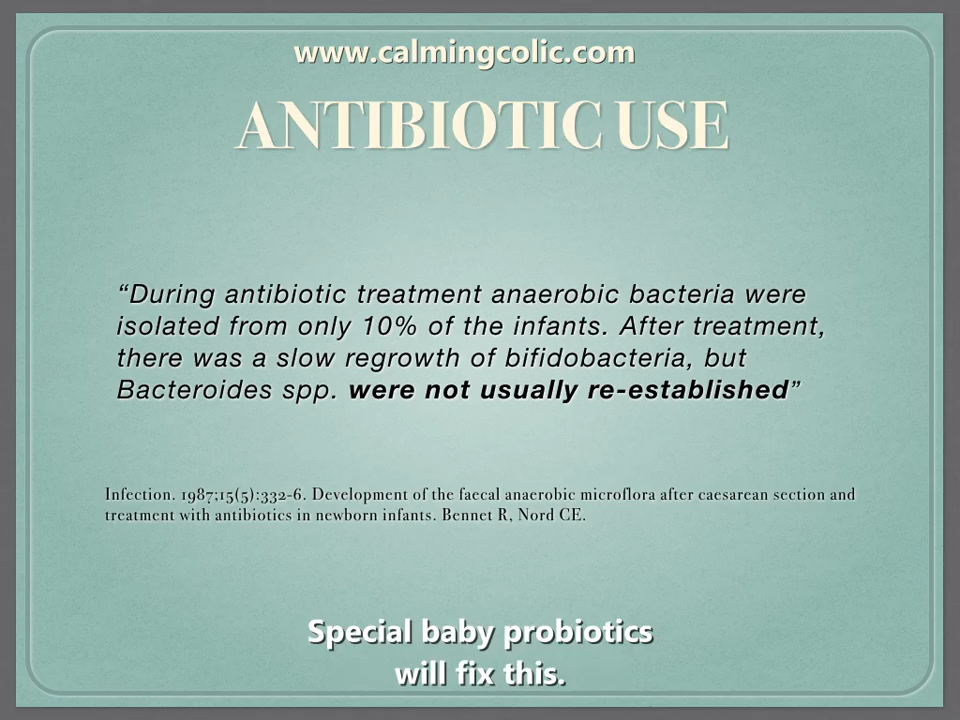 www.calmingcolic.com
ANTIBIOTIC USE
“During antibiotic treatment anaerobic bacteria were
isolated from only 10% of the infants. After treatment,
there was a slow regrowth of bifidobacteria, but
Bacteroides spp. were not usually re-established”
Infection. 1987;15(5):332-6. Development of the faecal anaerobic microflora after caesarean section and
treatment with antibiotics in newborn infants. Bennet R, Nord CE.
Special baby probiotics
will fix this.